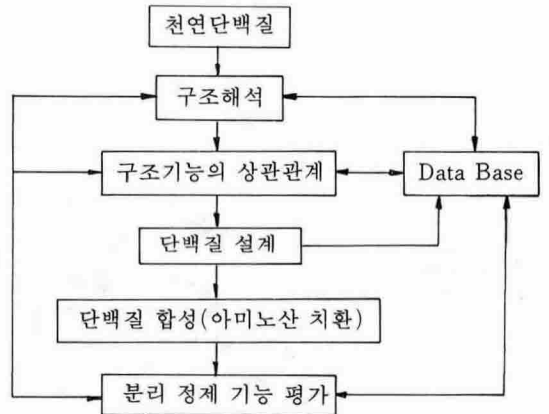 천연단백질
구조해석
구조기능의 상관관계
Data Base
단백질 설계
단백질 합성(아미노산 치환)
분리 정제 기능 평가